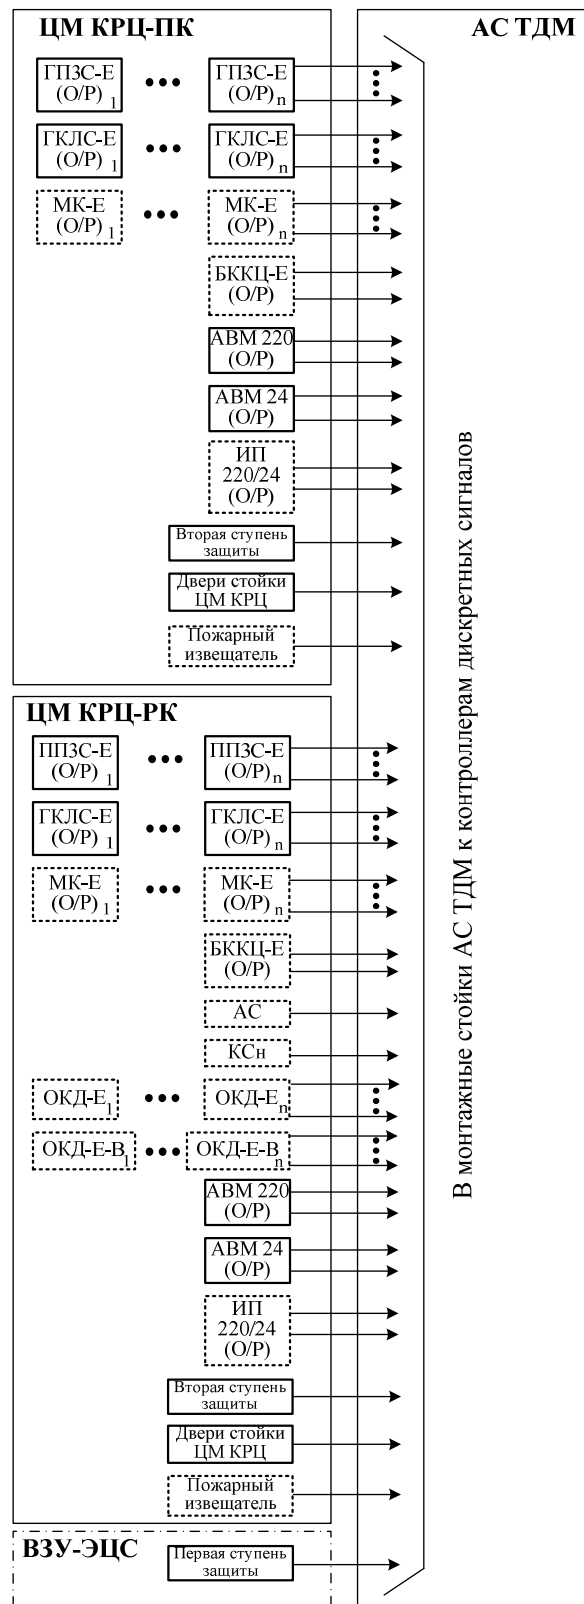 ЦМ КРЦ-ПК
АС ТДМ
ГПЗС-Е
(О/Р) 1
ГПЗС-Е
(О/Р) n
ГКЛС-Е
(О/Р) 1
ГКЛС-Е
(О/Р) n
МК-Е
(О/Р) 1
МК-Е
(О/Р) n
БККЦ-Е
(О/Р)
АВМ 220
(О/Р)
АВМ 24
(О/Р)
ИП
220/24
(О/Р)
Вторая ступень
защиты
Двери стойки
ЦМ КРЦ
Пожарный
извещатель
В монтажные стойки АС ТДМ к контроллерам дискретных сигналов
ЦМ КРЦ-РК
ППЗС-Е
(О/Р) 1
ППЗС-Е
(О/Р) n
ГКЛС-Е
(О/Р) 1
ГКЛС-Е
(О/Р) n
МК-Е
(О/Р) 1
МК-Е
(О/Р) n
БККЦ-Е
(О/Р)
АС
КСн
ОКД-Е1
ОКД-Еn
ОКД-Е-В1
ОКД-Е-Вn
АВМ 220
(О/Р)
АВМ 24
(О/Р)
ИП
220/24
(О/Р)
Вторая ступень
защиты
Двери стойки
ЦМ КРЦ
Пожарный
извещатель
ВЗУ-ЭЦС
Первая ступень
защиты